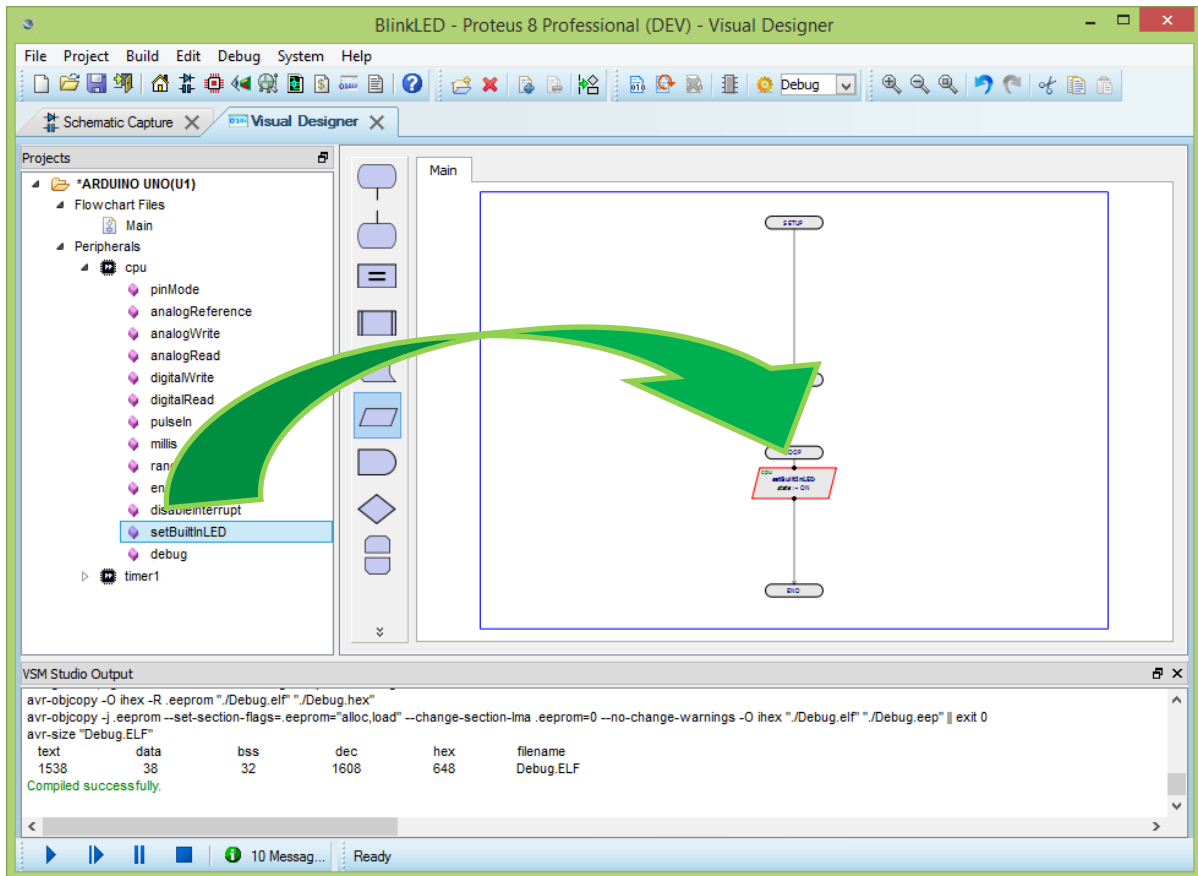 BlinkLED - Proteus 8 Professional (DEV) - Visual Designer
File Project Build Edit Debug System Help
Debug
Schematic Capture
Visual Designer
Projects
*ARDUINO UNO(U1)
Flowchart Files
Main
Peripherals
cpu
pinMode
analogReference
analogWrite
analogRead
digitalWrite
digitalRead
pulseIn
millis
disableInterrupt
setBuiltInLED
debug
timer1
Main
SETUP
cpu
setBuiltInLED
state := ON
END
VSM Studio Output
avr-objcopy -O ihex -R .eeprom "./Debug.elf" "./Debug.hex"
avr-objcopy -j .eeprom --set-section-flags=.eeprom="alloc,load" --change-section-lma .eeprom=0 --no-change-warnings -O ihex "./Debug.elf" "./Debug.eep" || exit 0
avr-size "Debug.ELF"
text data bss dec hex filename
1538 38 32 1608 648 Debug.ELF
Compiled successfully.
10 Messag... Ready